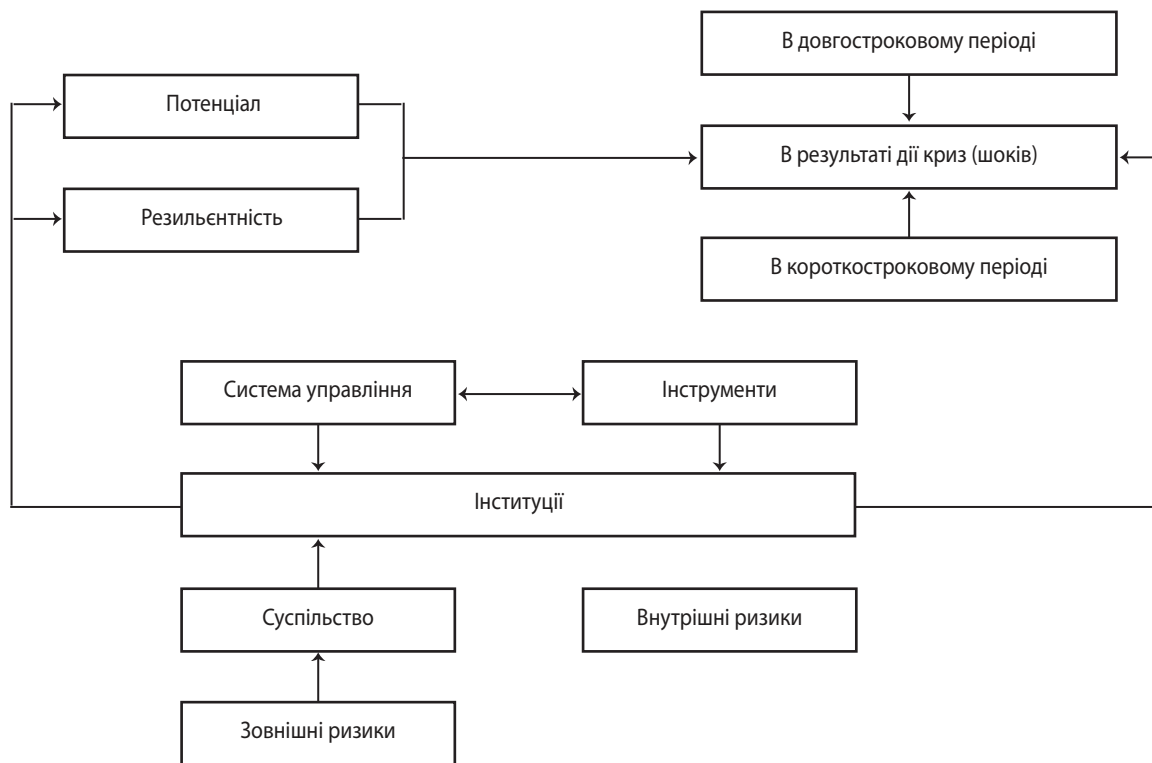 В довгостроковому періоді
Потенціал
В результаті дії криз (шоків)
Резильєнтність
В короткостроковому періоді
Система управління
Інструменти
Інституції
Суспільство
Внутрішні ризики
Зовнішні ризики